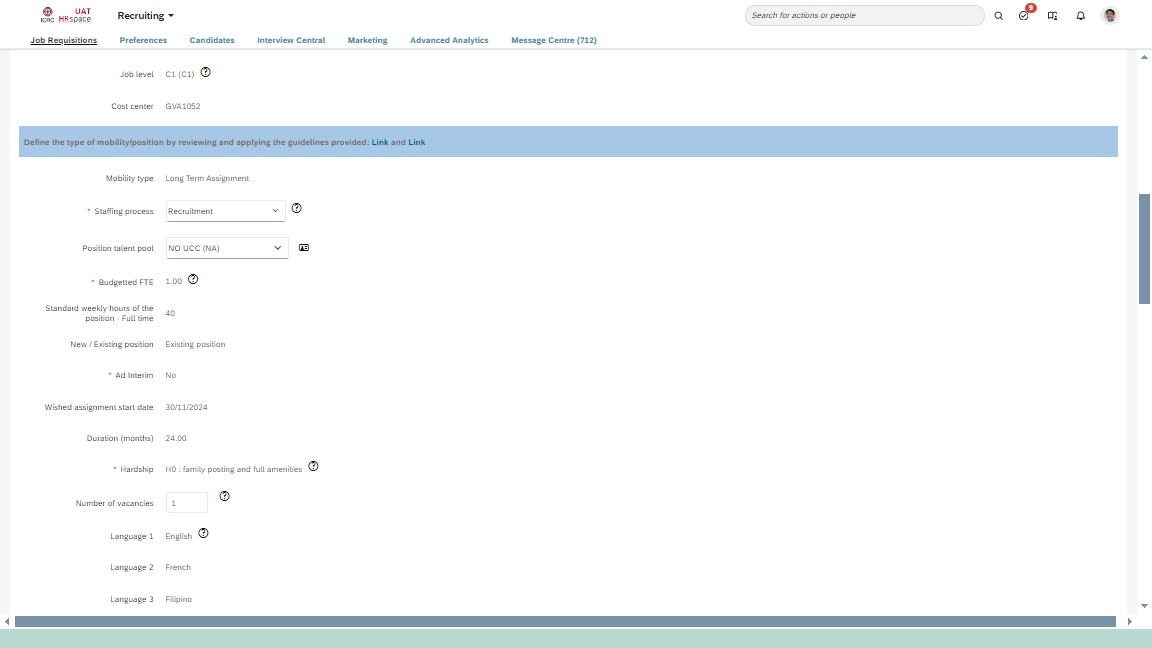 ICRC
UAT
HRspace
Recruiting
Search for actions or people
9
Job Requisitions
Preferences
Candidates
Interview Central
Marketing
Advanced Analytics
Message Centre (712)
Job level C1 (C1)
Cost center GVA1052
Define the type of mobility/position by reviewing and applying the guidelines provided: Link and Link
Mobility type Long Term Assignment
* Staffing process Recruitment
Position talent pool NO UCC (NA)
* Budgetted FTE 1.00
Standard weekly hours of the
position - Full time 40
New / Existing position Existing position
* Ad Interim No
Wished assignment start date 30/11/2024
Duration (months) 24.00
* Hardship H0 : family posting and full amenities
Number of vacancies 1
Language 1 English
Language 2 French
Language 3 Filipino